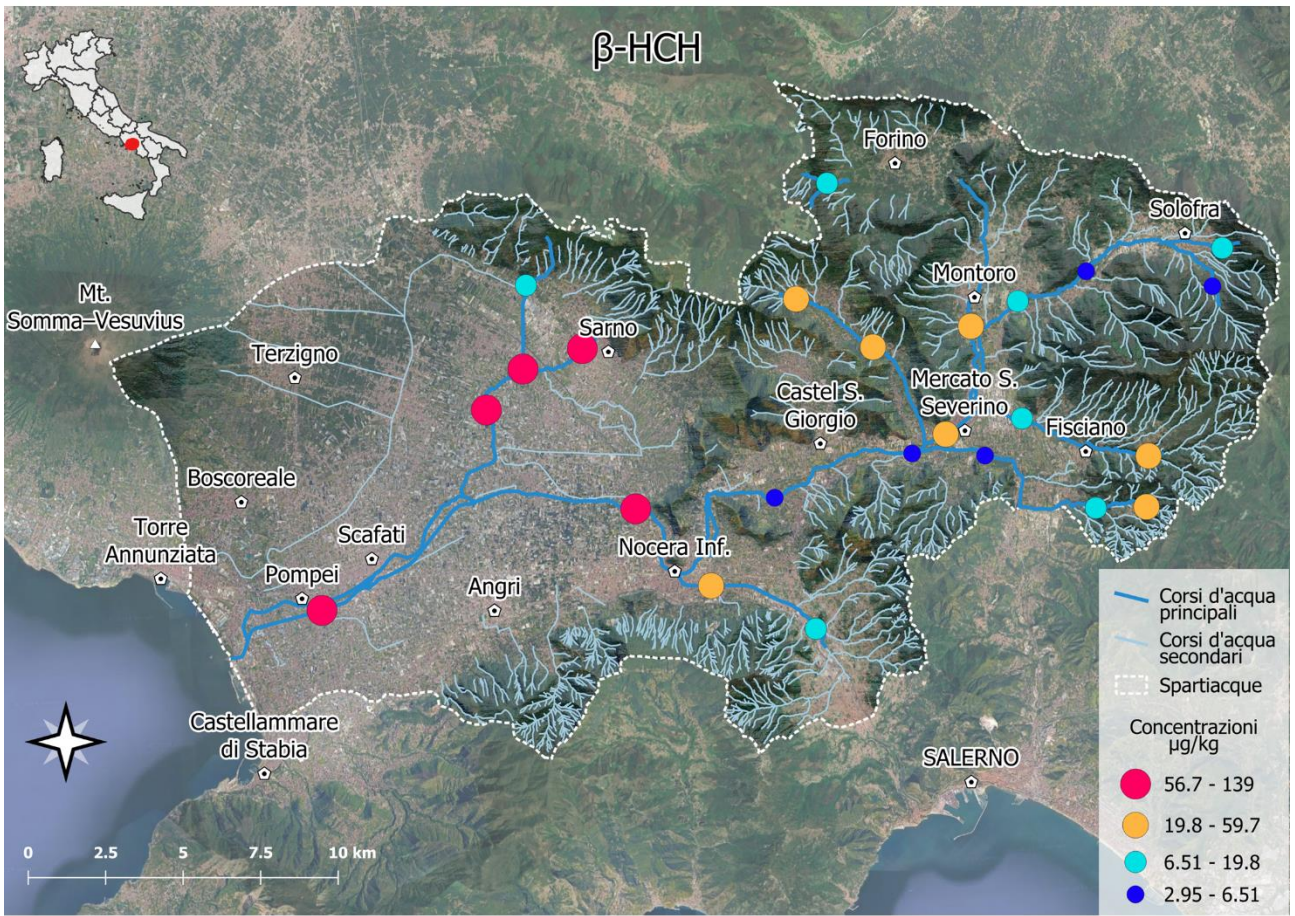 β-HCH
Forino
Solofra
Montoro
Mt.
Somma–Vesuvius
Sarno
Terzigno
Castel S.
Giorgio
Mercato S.
Severino
Fisciano
Boscoreale
Torre
Annunziata
Scafati
Pompei
Nocera Inf.
Angri
Castellammare
di Stabia
SALERNO
0 2.5 5 7.5 10 km
Corsi d'acqua
principali
Corsi d'acqua
secondari
Spartiacque
Concentrazioni
µg/kg
56.7 - 139
19.8 - 59.7
6.51 - 19.8
2.95 - 6.51